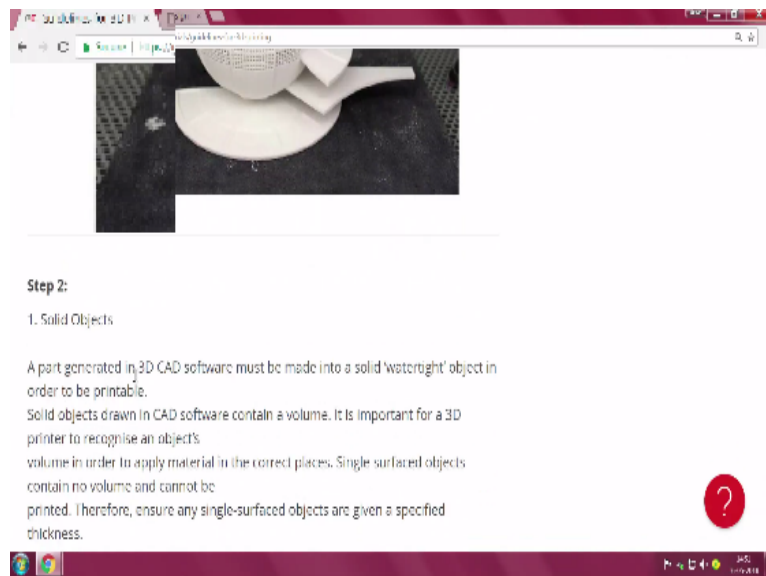 Step 2:
1. Solid Objects
A part generated in 3D CAD software must be made into a solid 'watertight' object in
order to be printable.
Solid objects drawn in CAD software contain a volume. It is important for a 3D
printer to recognise an object's
volume in order to apply material in the correct places. Single surfaced objects
contain no volume and cannot be
printed. Therefore, ensure any single-surfaced objects are given a specified
thickness.
?